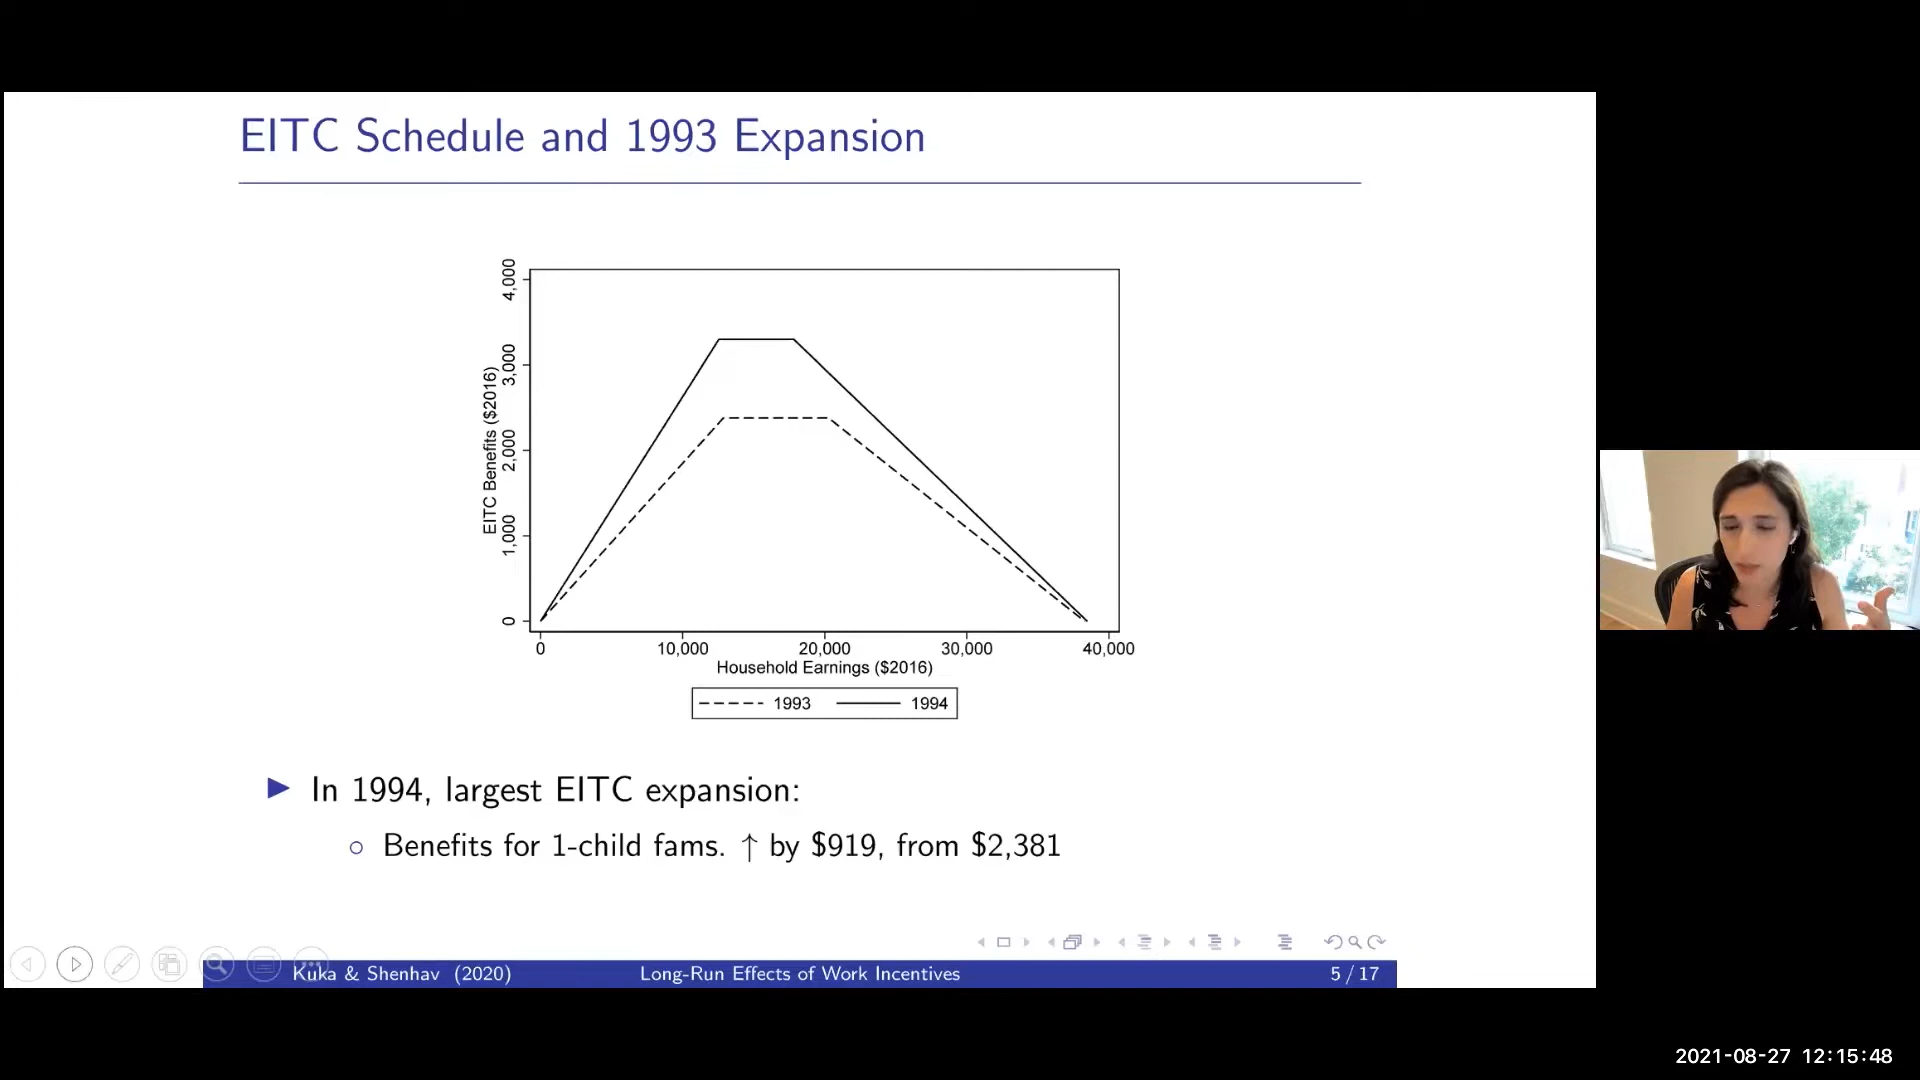 EITC Schedule and 1993 Expansion
EITC Benefits ($2016)
4,000
3,000
2,000
1,000
0
0 10,000 20,000 30,000 40,000
Household Earnings ($2016)
1993 1994
In 1994, largest EITC expansion:
Benefits for 1-child fams. ↑ by $919, from $2,381
Kuka & Shenhav (2020) Long-Run Effects of Work Incentives 5 / 17
2021-08-27 12:15:48